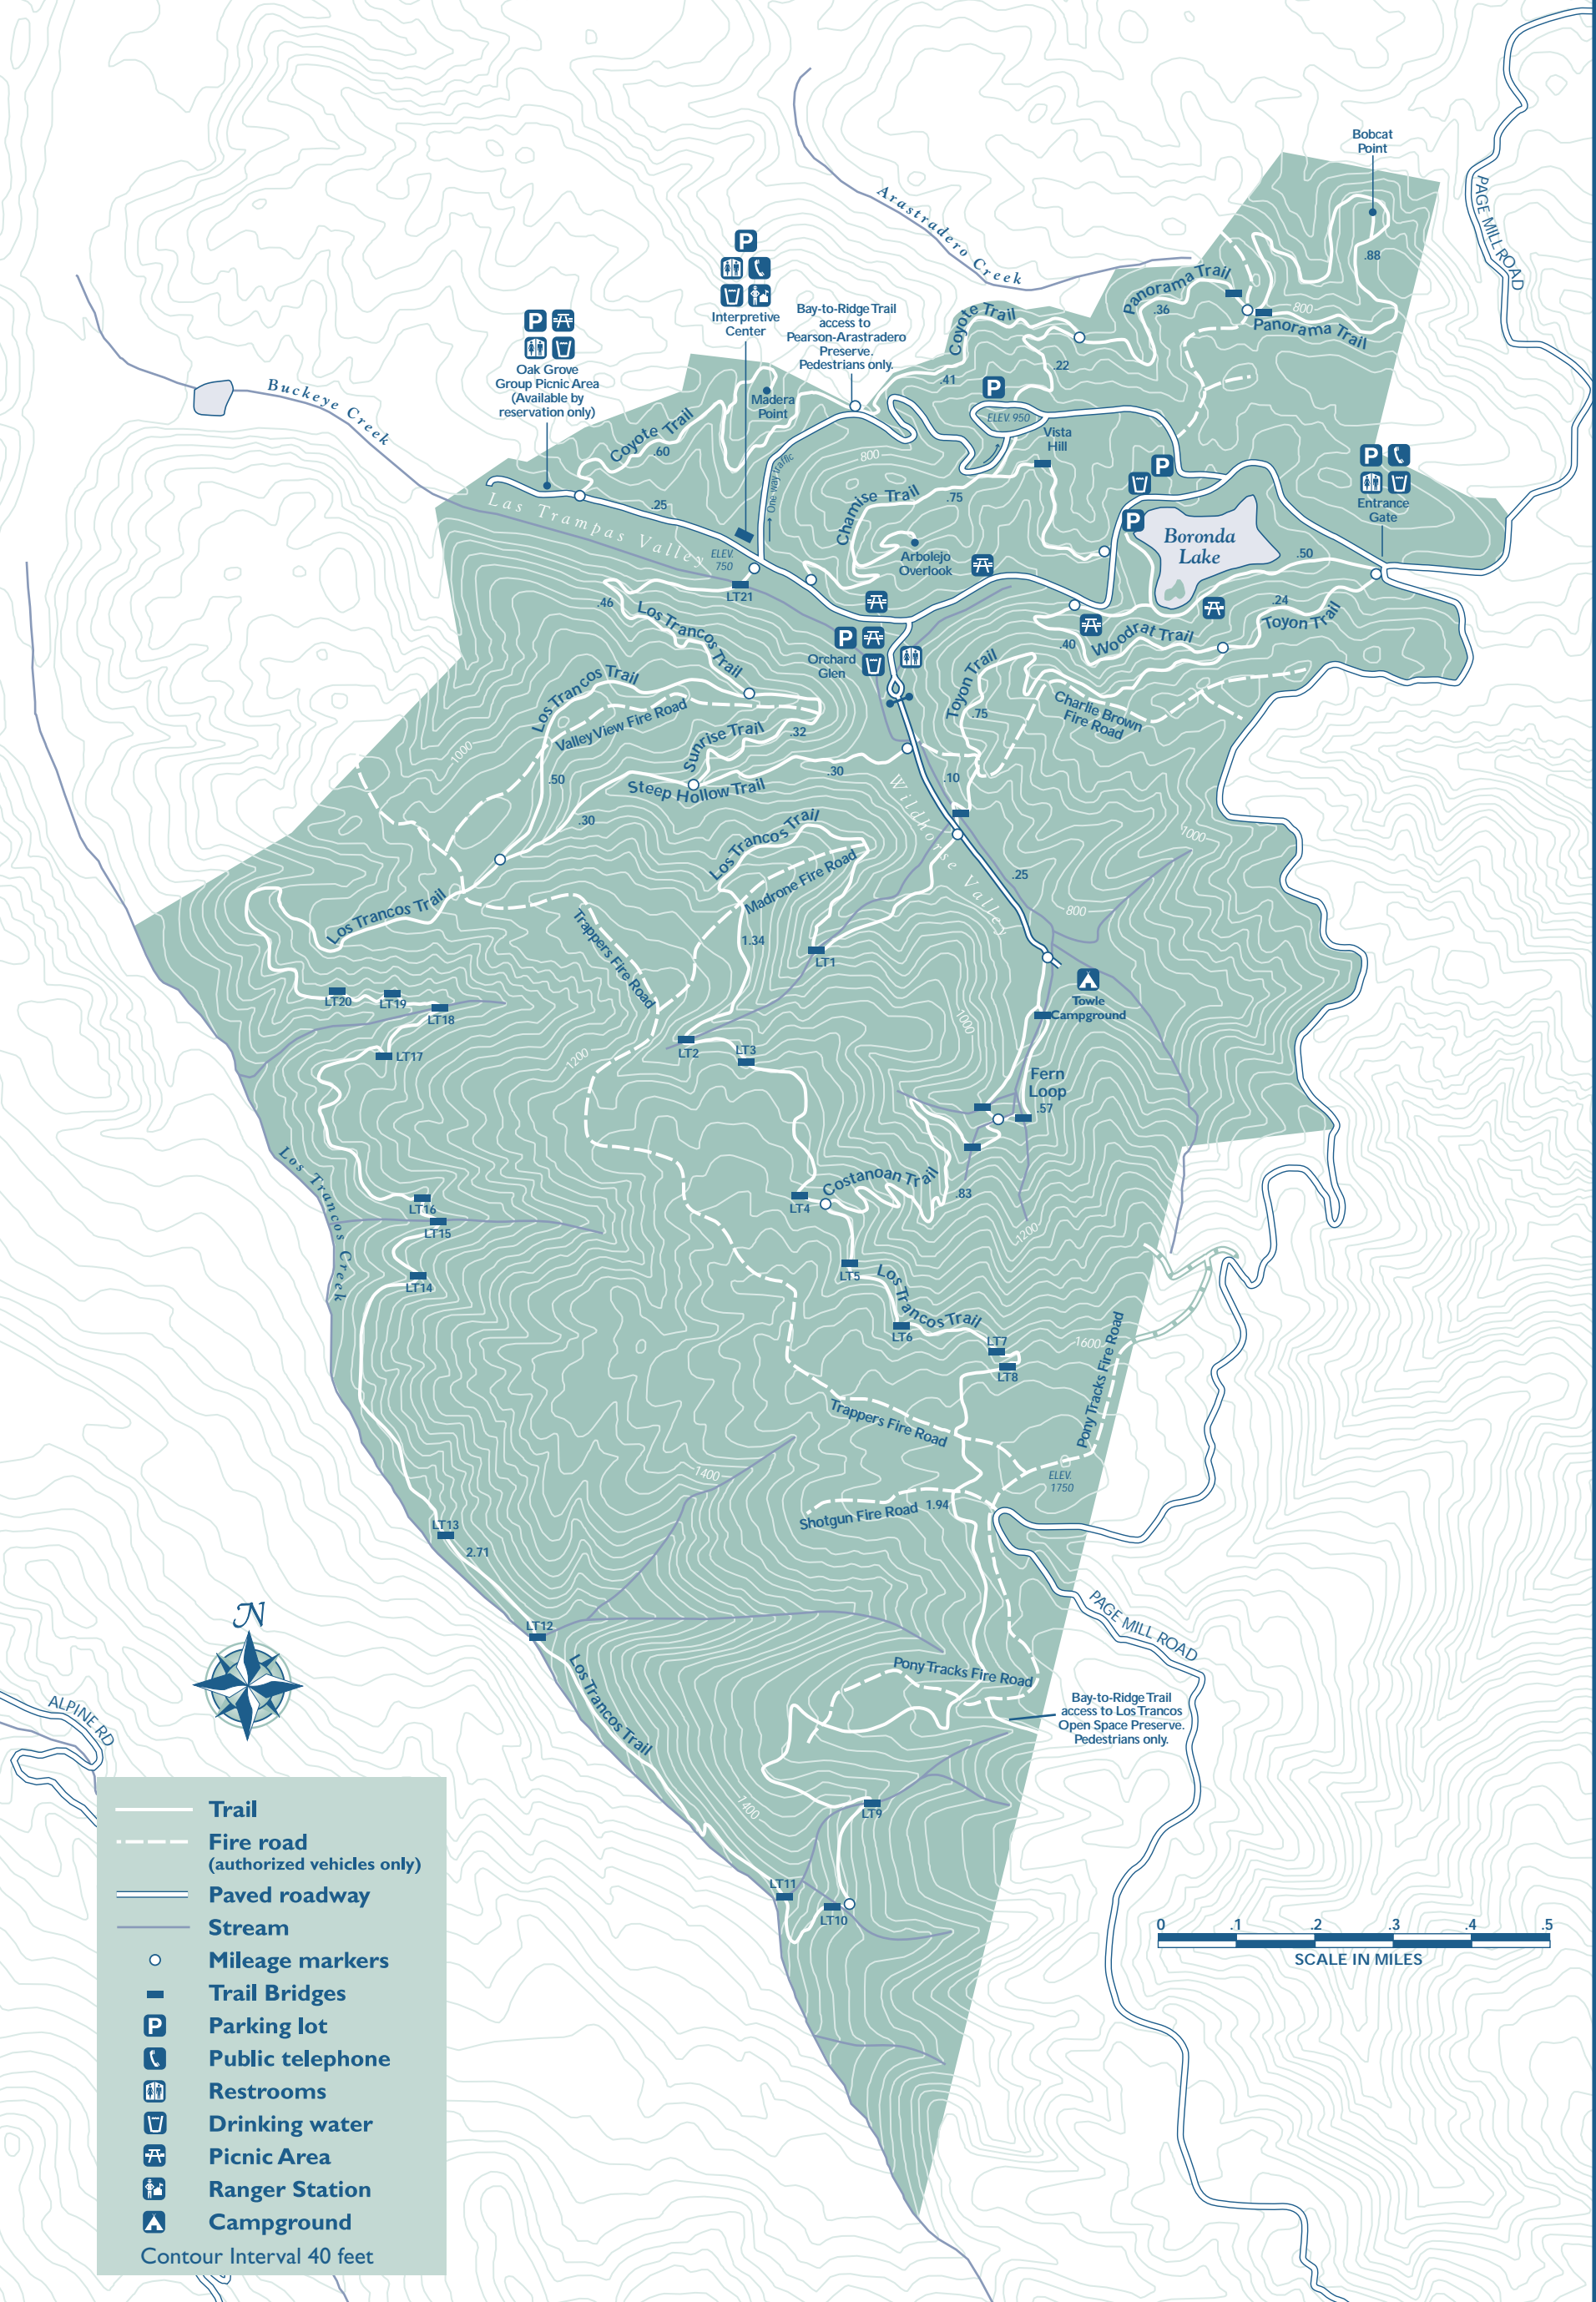 Bobcat
Point
PAGE MILL ROAD
Arastradero Creek
.88
Panorama Trail
.36
800
Panorama Trail
Interpretive
Center
Bay-to-Ridge Trail
access to
Pearson-Arastradero
Preserve.
Pedestrians only.
Coyote Trail
.22
.41
Oak Grove
Group Picnic Area
(Available by
reservation only)
Buckeye Creek
Madera
Point
ELEV. 950
Vista
Hill
Coyote Trail
.60
800
One way traffic
Las Trampas Valley
.25
Chamise Trail
.75
Entrance
Gate
Boronda
Lake
Arbolejo
Overlook
ELEV.
750
LT21
.50
.46
Los Trancos Trail
.24
Toyon Trail
.40
Woodrat Trail
Orchard
Glen
Toyon Trail
.75
Charlie Brown
Fire Road
Los Trancos Trail
Valley View Fire Road
Sunrise Trail
.32
1000
.50
Steep Hollow Trail
.30
.10
Wildhorse Valley
.30
1000
Los Trancos Trail
Madrone Fire Road
.25
800
Los Trancos Trail
Trappers Fire Road
1.34
LT1
Towle
Campground
LT20
LT19
LT18
LT17
1000
LT2
LT3
1200
Fern
Loop
.57
Los Trancos Creek
Costanoan Trail
.83
LT4
1200
LT16
LT15
LT14
LT5
Los Trancos Trail
LT6
LT7
LT8
1600
Pony Tracks Fire Road
Trappers Fire Road
1400
ELEV.
1750
Shotgun Fire Road
1.94
LT13
2.71
PAGE MILL ROAD
LT12
N
Los Trancos Trail
Pony Tracks Fire Road
Bay-to-Ridge Trail
access to Los Trancos
Open Space Preserve.
Pedestrians only.
ALPINE RD
1400
LT9
LT11
LT10
0 .1 .2 .3 .4 .5
SCALE IN MILES
Trail
Fire road
(authorized vehicles only)
Paved roadway
Stream
Mileage markers
Trail Bridges
P Parking lot
Public telephone
Restrooms
Drinking water
Picnic Area
Ranger Station
Campground
Contour Interval 40 feet